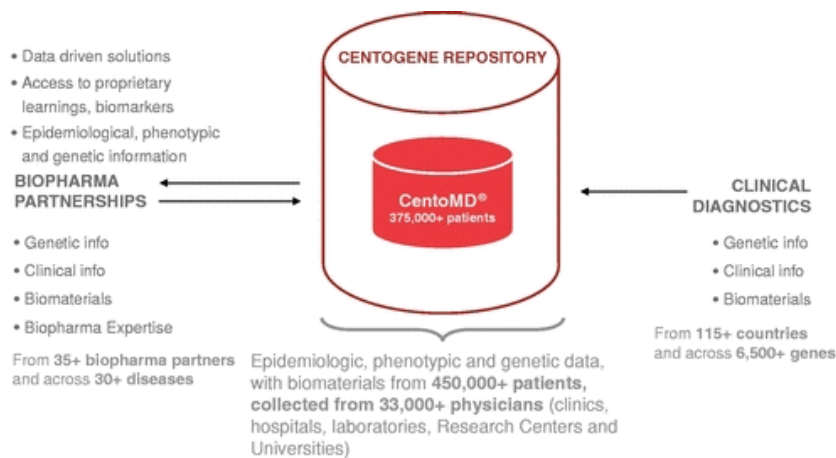 • Data driven solutions
• Access to proprietary
learnings, biomarkers
• Epidemiological, phenotypic
and genetic information
BIOPHARMA
PARTNERSHIPS
• Genetic info
• Clinical info
• Biomaterials
• Biopharma Expertise
From 35+ biopharma partners
and across 30+ diseases
CENTOGENE REPOSITORY
CentoMD®
375,000+ patients
Epidemiologic, phenotypic and genetic data,
with biomaterials from 450,000+ patients,
collected from 33,000+ physicians (clinics,
hospitals, laboratories, Research Centers and
Universities)
CLINICAL
DIAGNOSTICS
• Genetic info
• Clinical info
• Biomaterials
From 115+ countries
and across 6,500+ genes